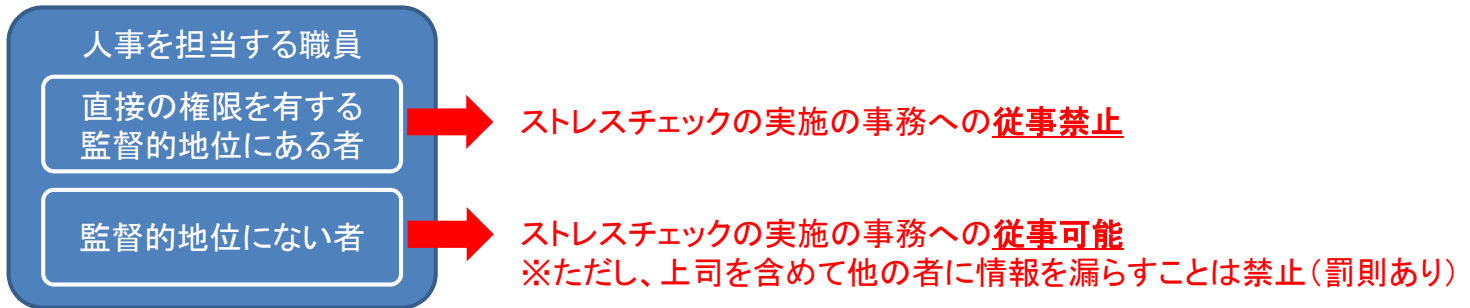 人事を担当する職員
直接の権限を有する
監督的地位にある者
ストレスチェックの実施の事務への従事禁止
監督的地位にない者
ストレスチェックの実施の事務への従事可能
※ただし、上司を含めて他の者に情報を漏らすことは禁止(罰則あり)